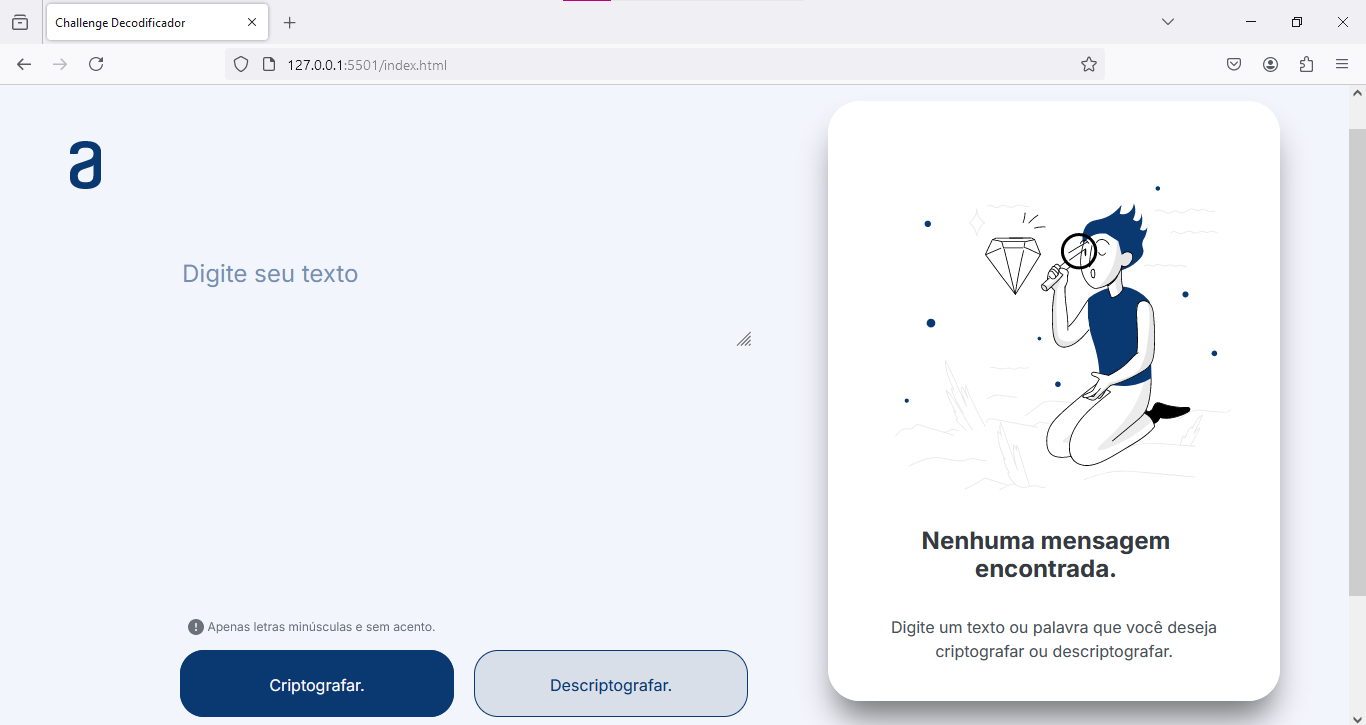 Challenge Decodificador
127.0.0.1:5501/index.html
a
Digite seu texto
Apenas letras minúsculas e sem acento.
Criptografar.
Descriptografar.
Nenhuma mensagem
encontrada.
Digite um texto ou palavra que você deseja
criptografar ou descriptografar.